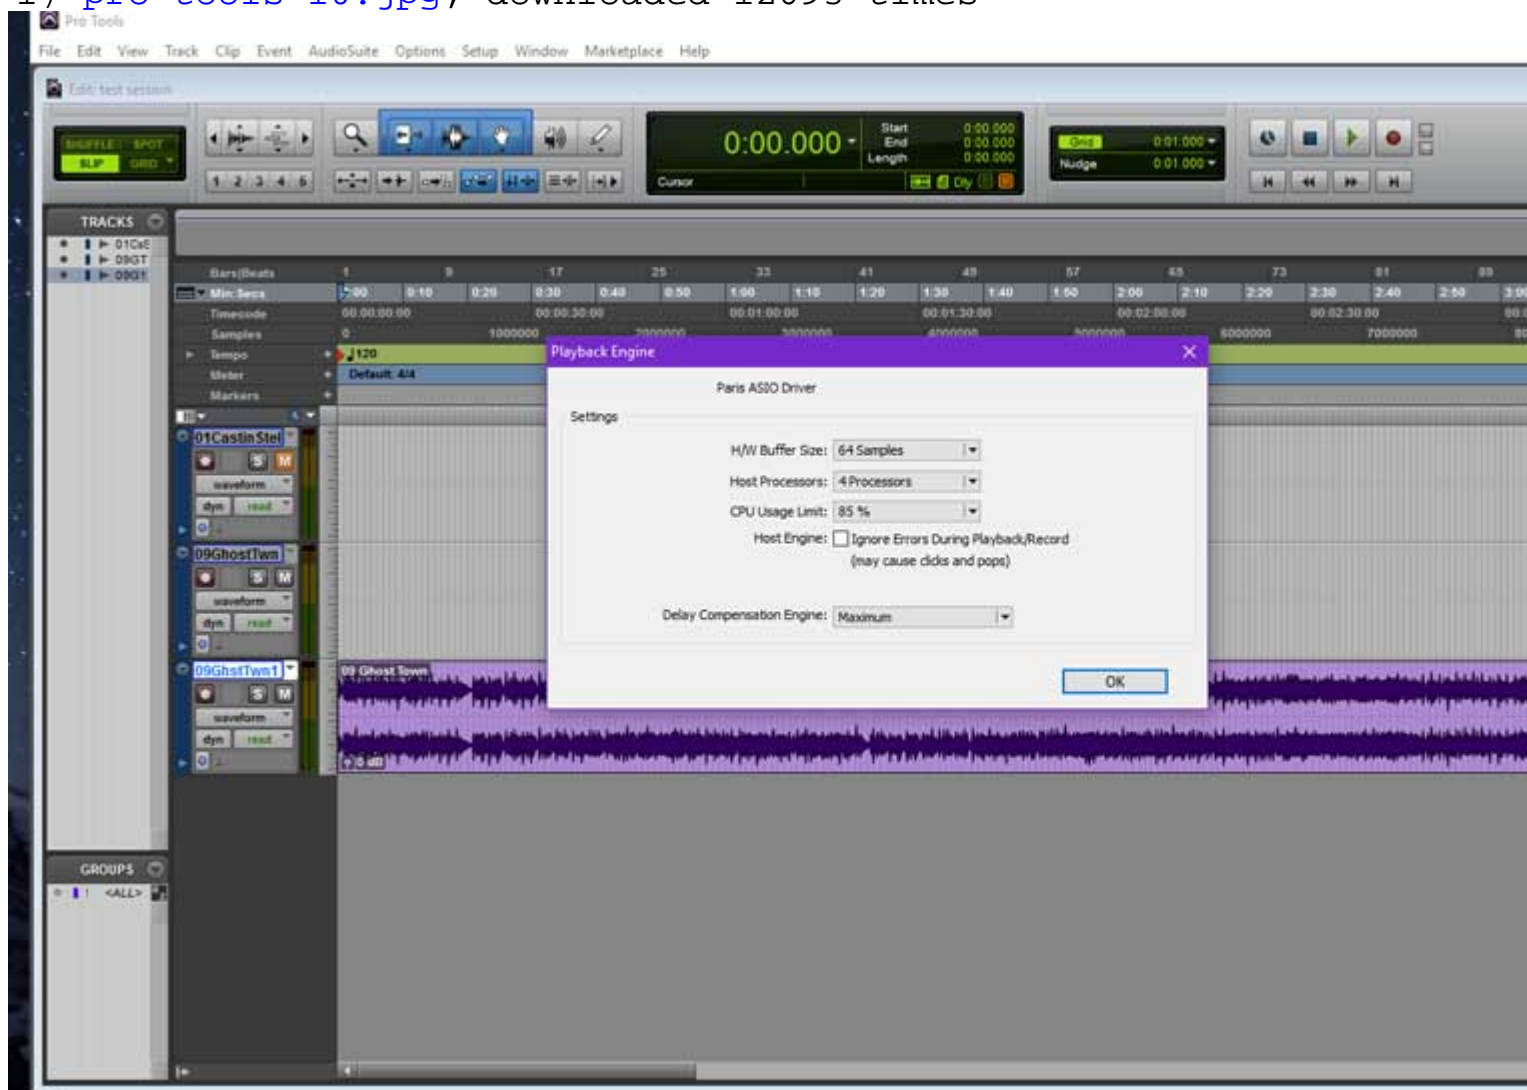 Pro Tools
File Edit View Track Clip Event AudioSuite Options Setup Window Marketplace Help
Edit: test session
SHUFFLE SPOT
SLIP GRID
1 2 3 4 5
0:00.000
Start 0:00.000
End 0:00.000
Length 0:00.000
Cursor
Dly
Grid 0:01.000
Nudge 0:01.000
TRACKS
01CsS
09GT
09G1
Bars|Beats 1 9 17 25 33 41 49 57 65 73 81 89
Min:Secs 0:00 0:10 0:20 0:30 0:40 0:50 1:00 1:10 1:20 1:30 1:40 1:50 2:00 2:10 2:20 2:30 2:40 2:50 3:00
Timecode 00:00:00:00 00:00:30:00 00:01:00:00 00:01:30:00 00:02:00:00 00:02:30:00
Samples 0 1000000 2000000 3000000 4000000 5000000 6000000 7000000
Tempo 120
Meter Default: 4/4
Markers
Playback Engine
Paris ASIO Driver
Settings
H/W Buffer Size: 64 Samples
Host Processors: 4 Processors
CPU Usage Limit: 85 %
Host Engine: Ignore Errors During Playback/Record
(may cause clicks and pops)
Delay Compensation Engine: Maximum
OK
01CastinStel
S M
waveform
dyn read
09GhostTwn
S M
waveform
dyn read
09GhstTwn1
S M
waveform
dyn read
09 Ghost Town
0 dB
GROUPS
! <ALL>